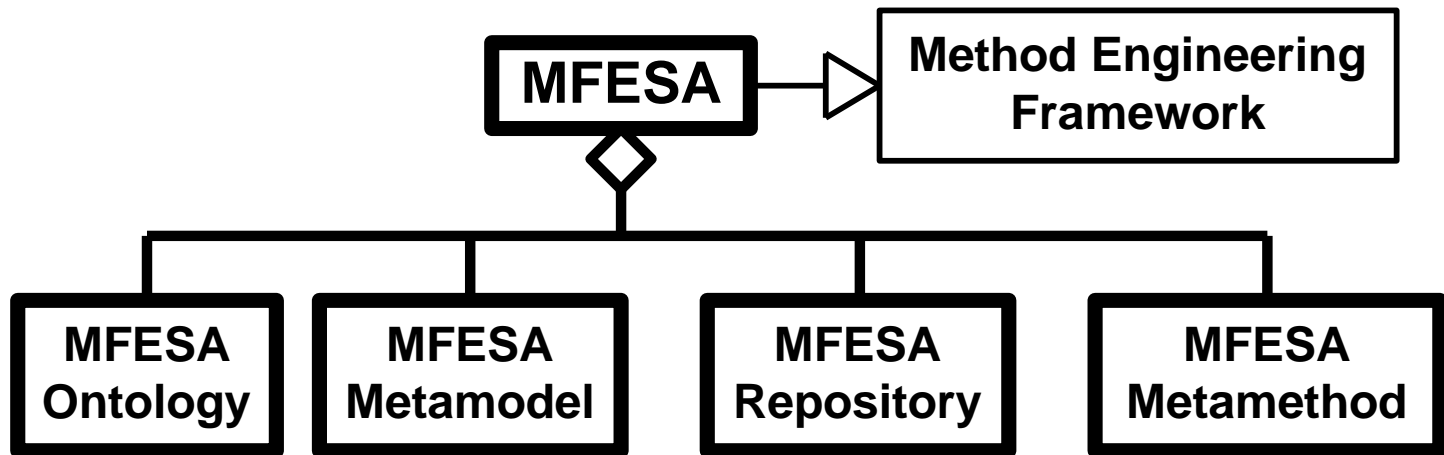 MFESA
Method Engineering
Framework
MFESA
Ontology
MFESA
Metamodel
MFESA
Repository
MFESA
Metamethod